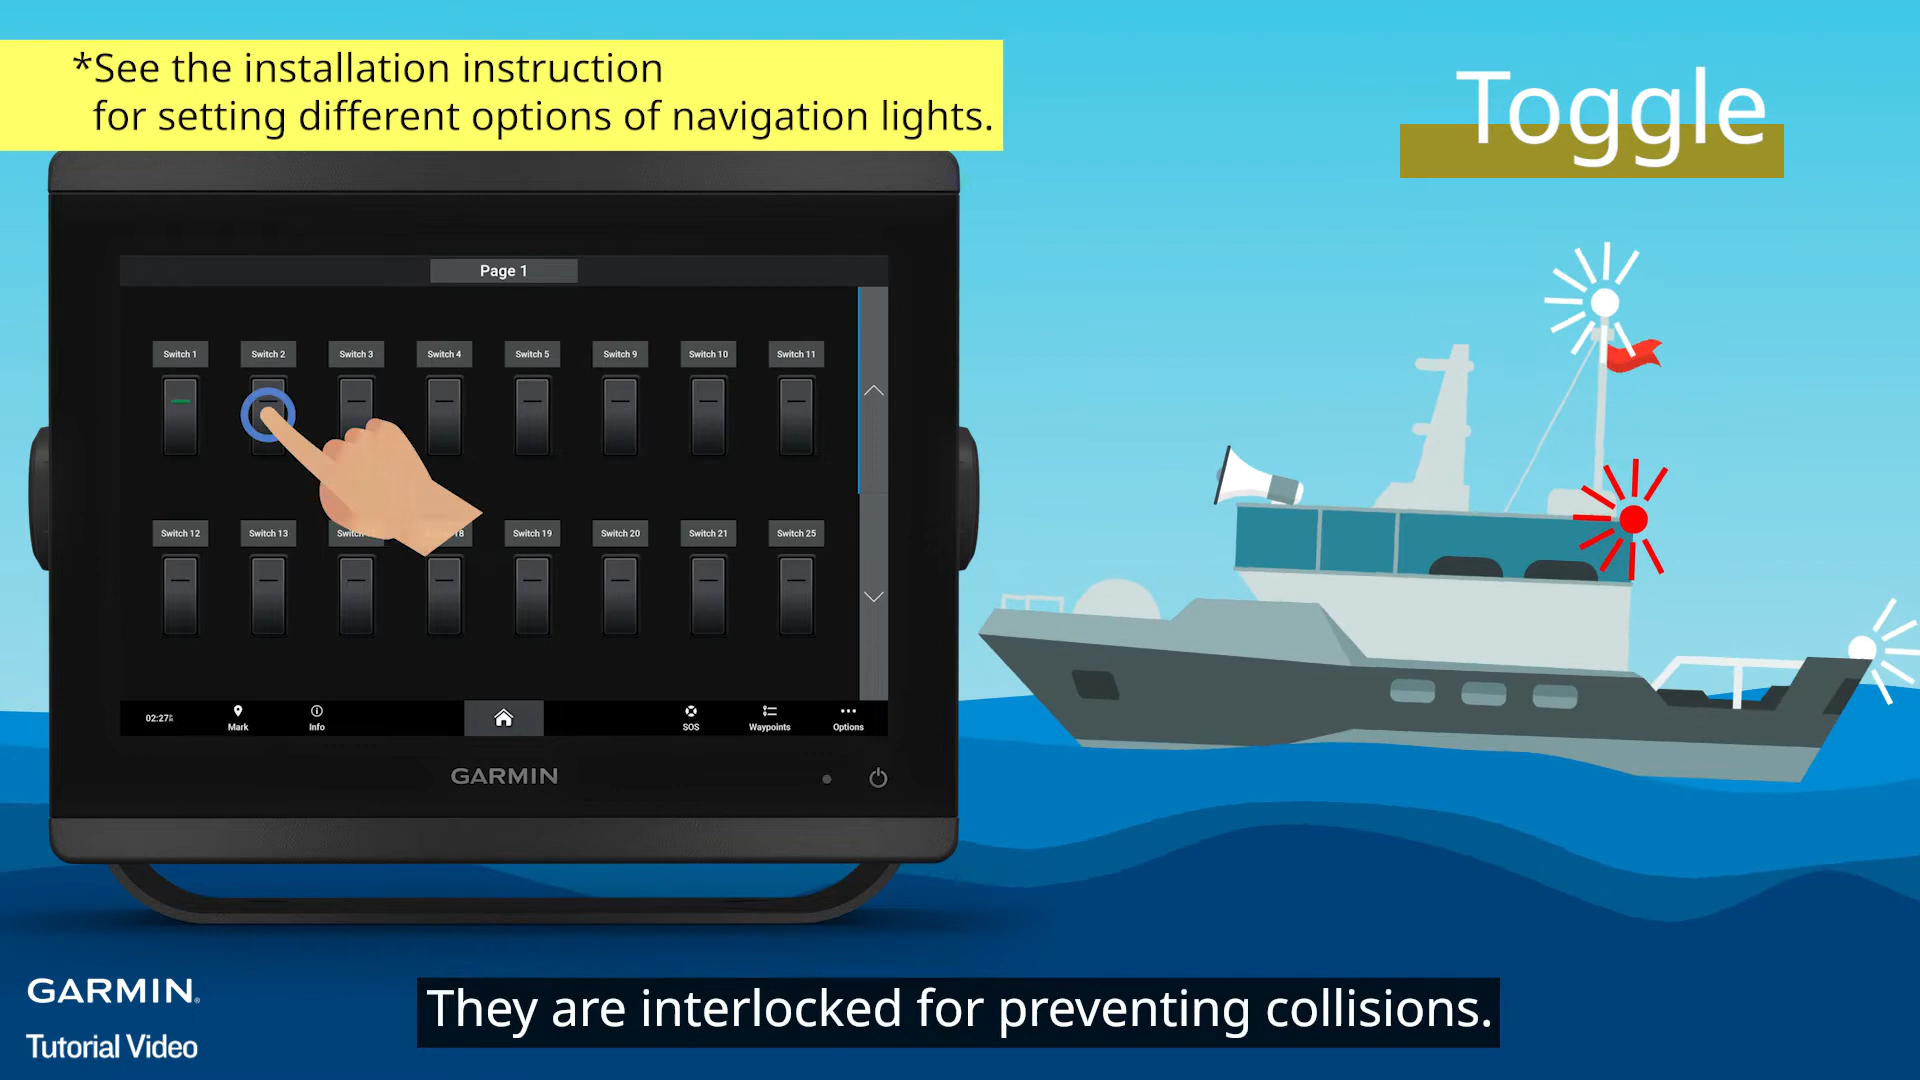 *See the installation instruction
for setting different options of navigation lights.
Toggle
Page 1
Switch 1 Switch 2 Switch 3 Switch 4 Switch 5 Switch 9 Switch 10 Switch 11
Switch 12 Switch 13 Switch 19 Switch 20 Switch 21 Switch 25
02:27
Mark Info SOS Waypoints Options
GARMIN
GARMIN
Tutorial Video
They are interlocked for preventing collisions.